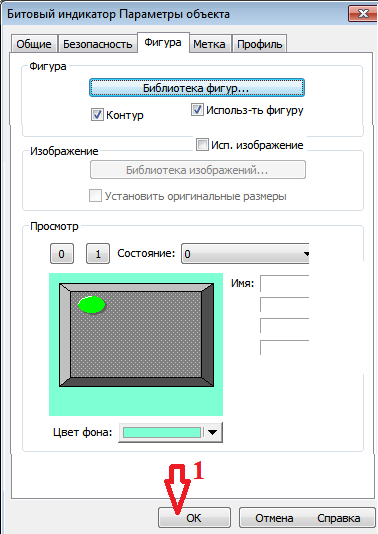 Битовый индикатор Параметры объекта
Общие Безопасность Фигура Метка Профиль
Фигура
Библиотека фигур...
Контур Использ-ть фигуру
Исп. изображение
Изображение
Библиотека изображений...
Установить оригинальные размеры
Просмотр
0 1 Состояние: 0
Имя:
Цвет фона:
1
OK Отмена Справка